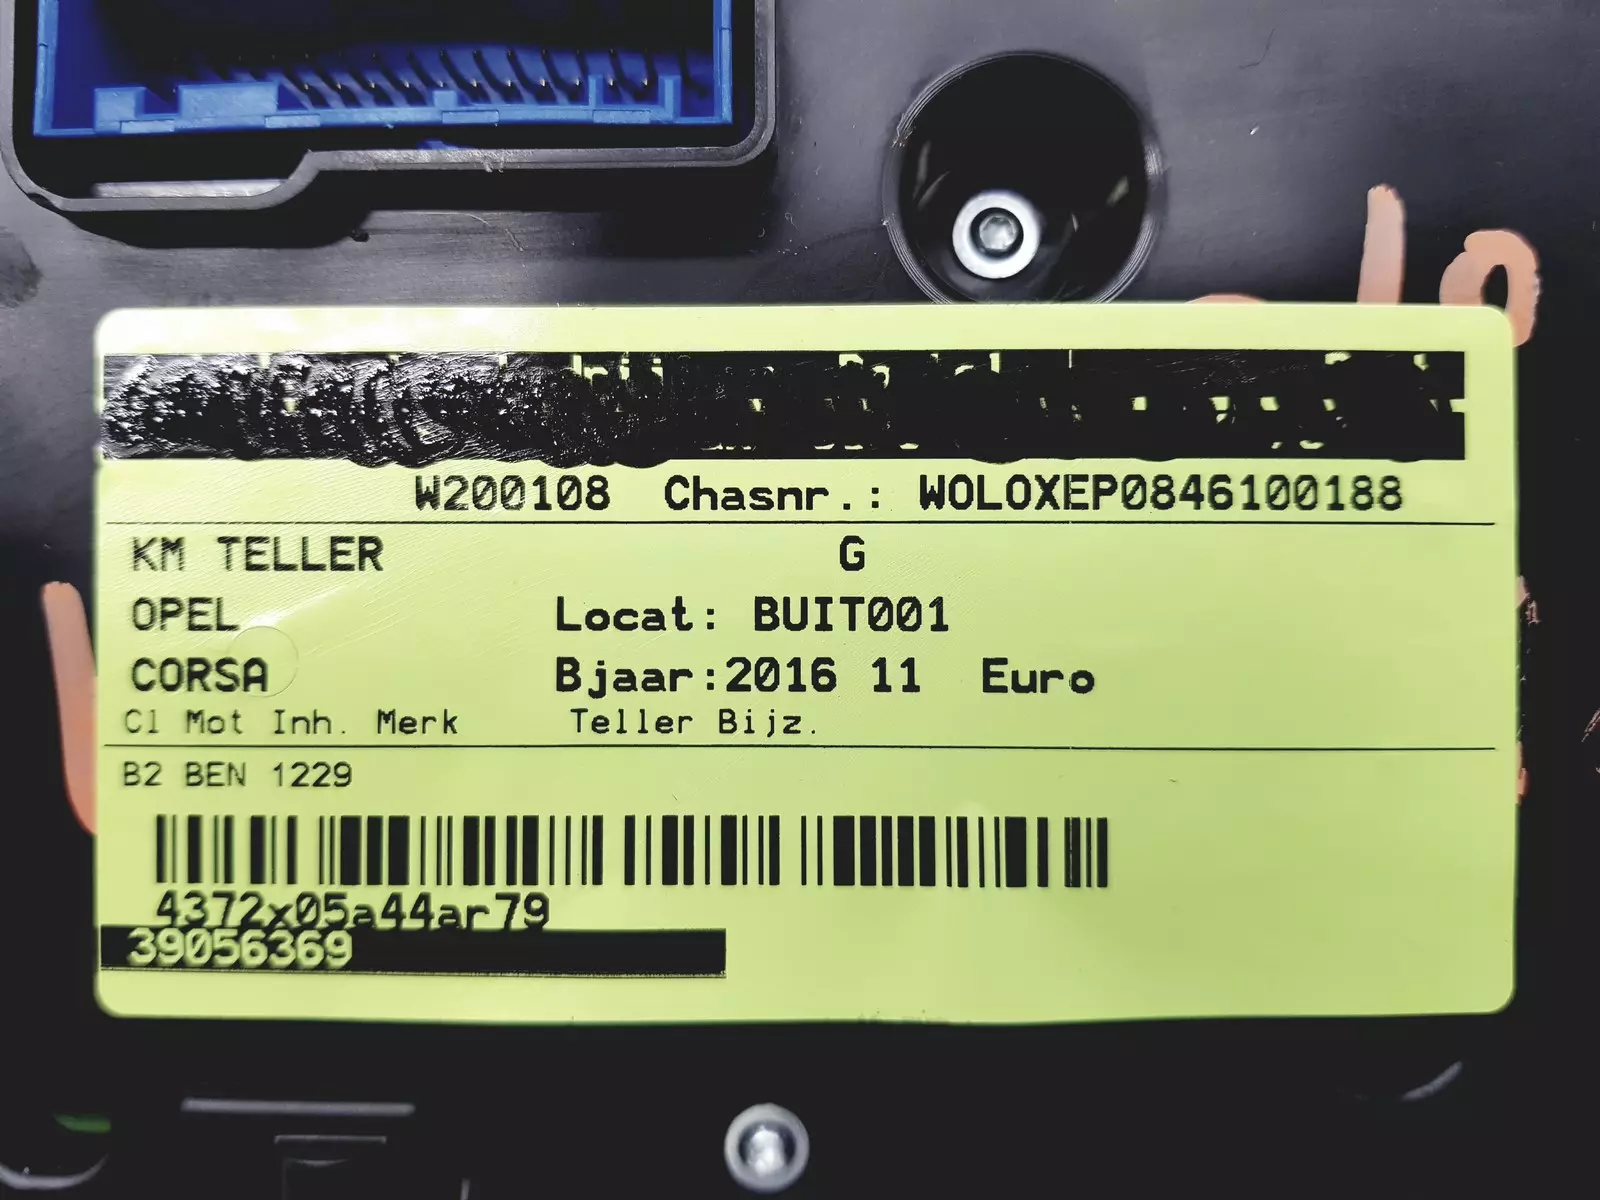 W200108 Chasnr.: WOLOXEP0846100188
KM TELLER G
OPEL Locat: BUIT001
CORSA Bjaar:2016 11 Euro
Cl Mot Inh. Merk Teller Bijz.
B2 BEN 1229
4372x05a44ar79
39056369